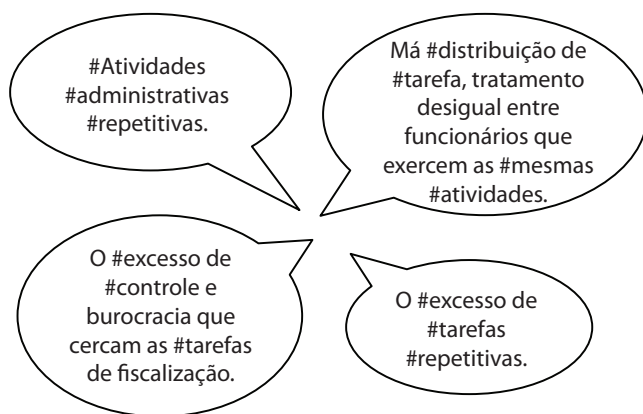 #Atividades
#administrativas
#repetitivas.
Má #distribuição de
#tarefa, tratamento
desigual entre
funcionários que
exercem as #mesmas
#atividades.
O #excesso de
#controle e
burocracia que
cercam as #tarefas
de fiscalização.
O #excesso de
#tarefas
#repetitivas.